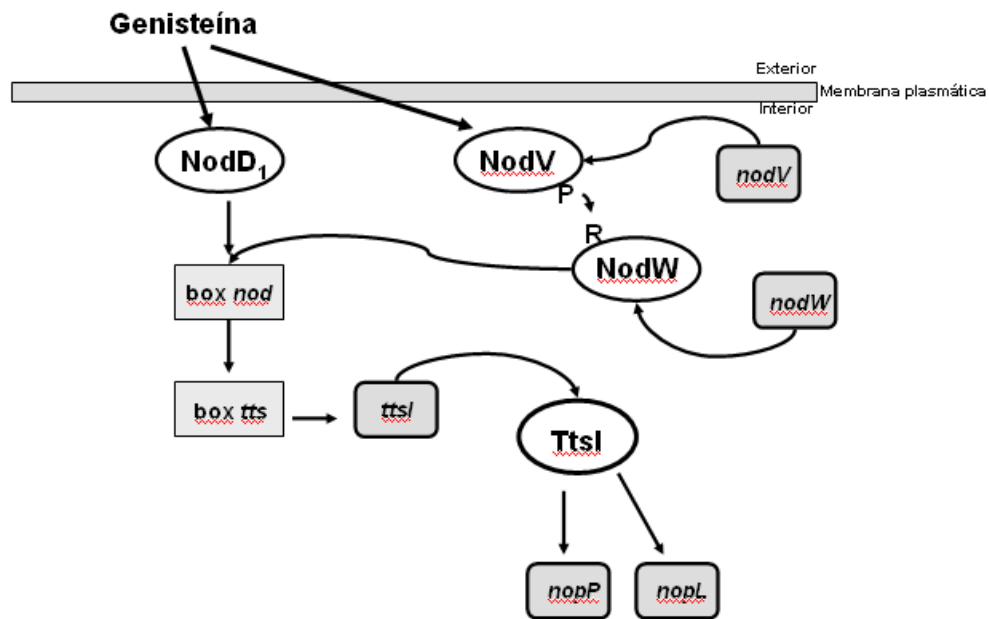 Genisteína
Exterior
Membrana plasmática
Interior
NodD1
NodV
nodV
P
R
NodW
box nod
nodW
box tts
ttsI
TtsI
nopP
nopL